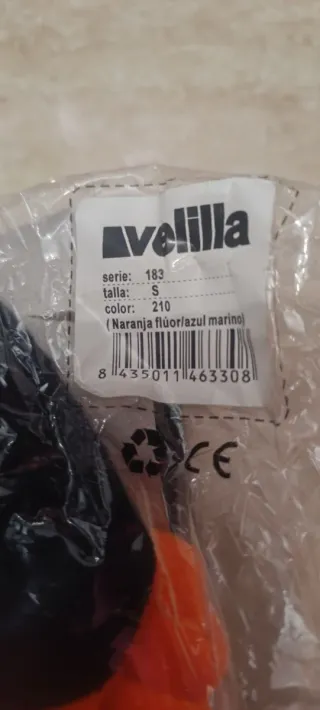 velilla
serie: 183
talla: S
color: 210
(Naranja flúor/azul marino)
8 435011 463308
CE